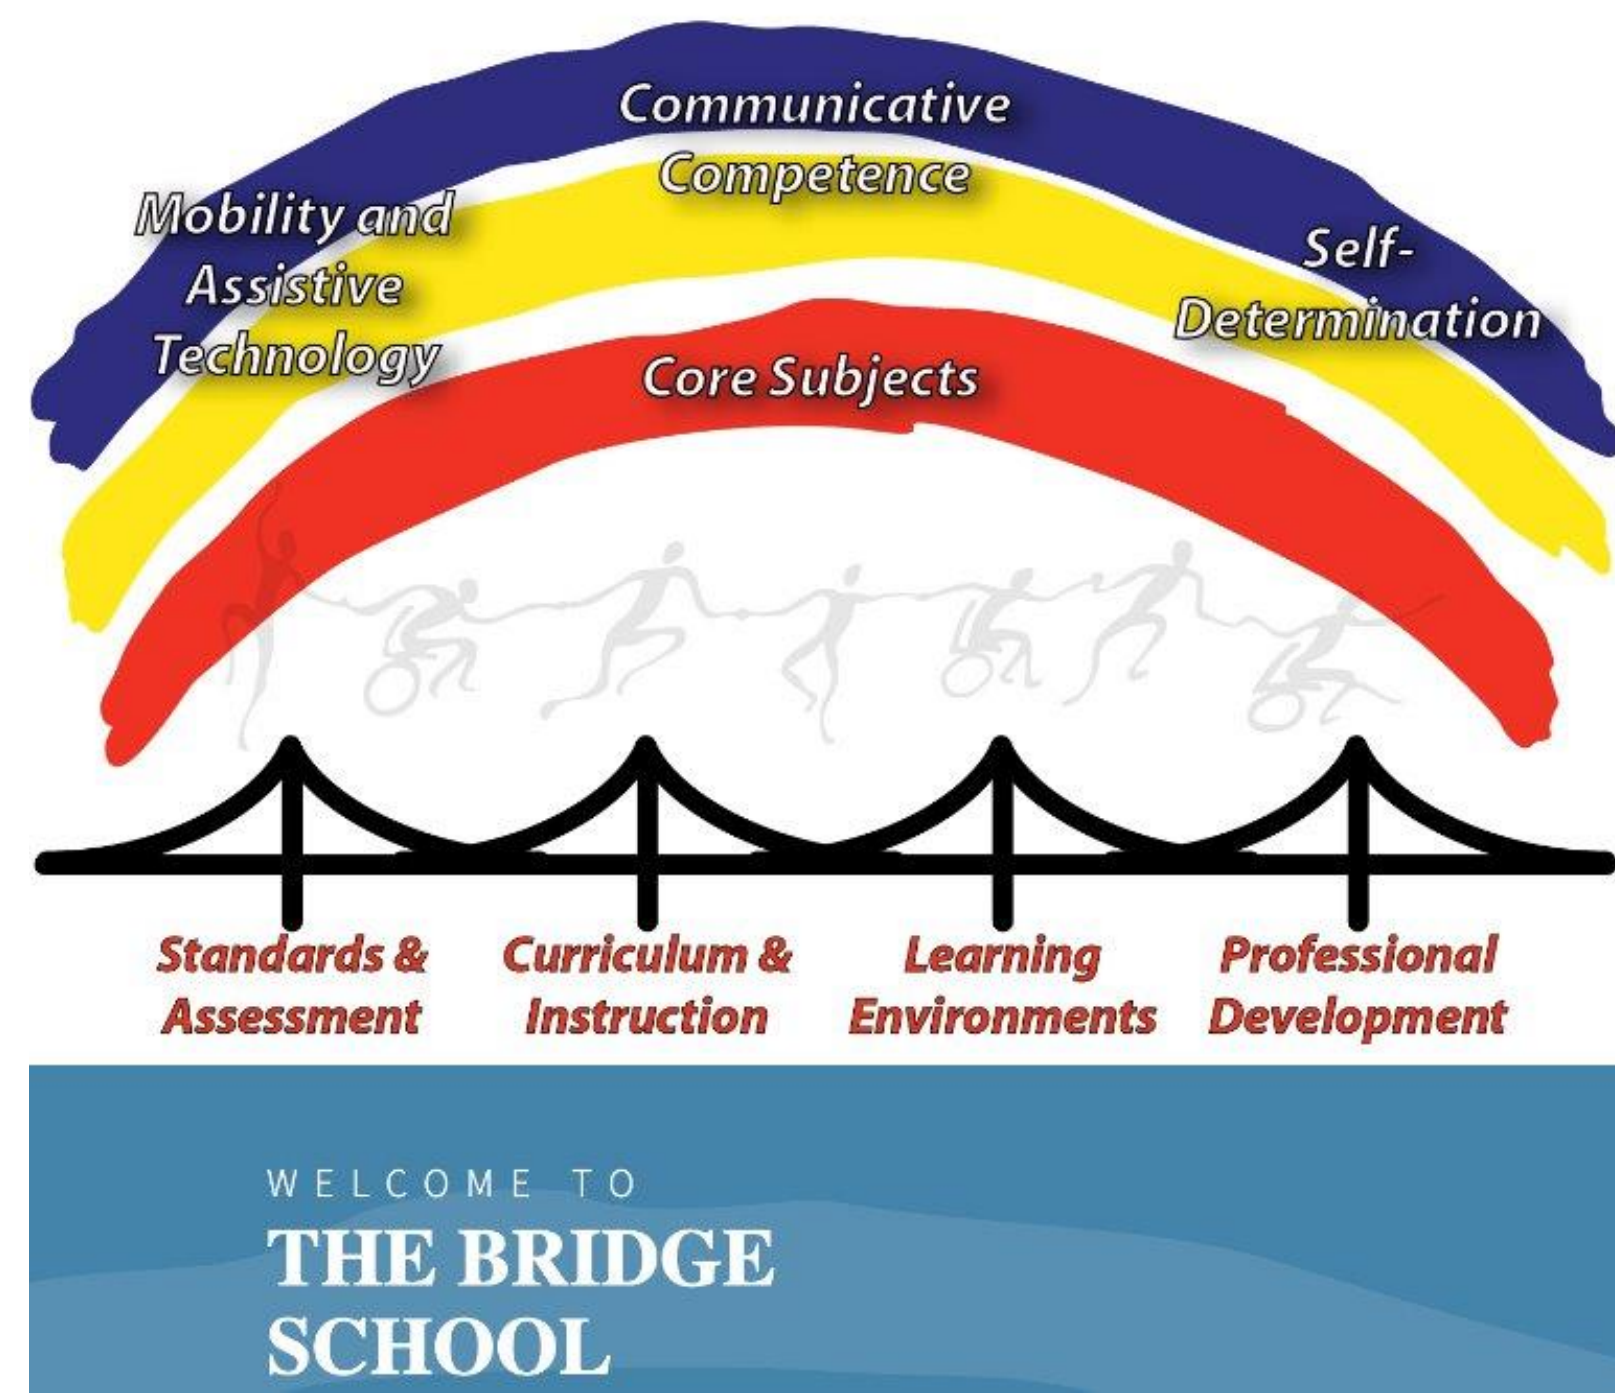 Communicative
Competence
Mobility and
Assistive
Technology
Self-
Determination
Core Subjects
Standards &
Assessment
Curriculum &
Instruction
Learning
Environments
Professional
Development
WELCOME TO
THE BRIDGE
SCHOOL